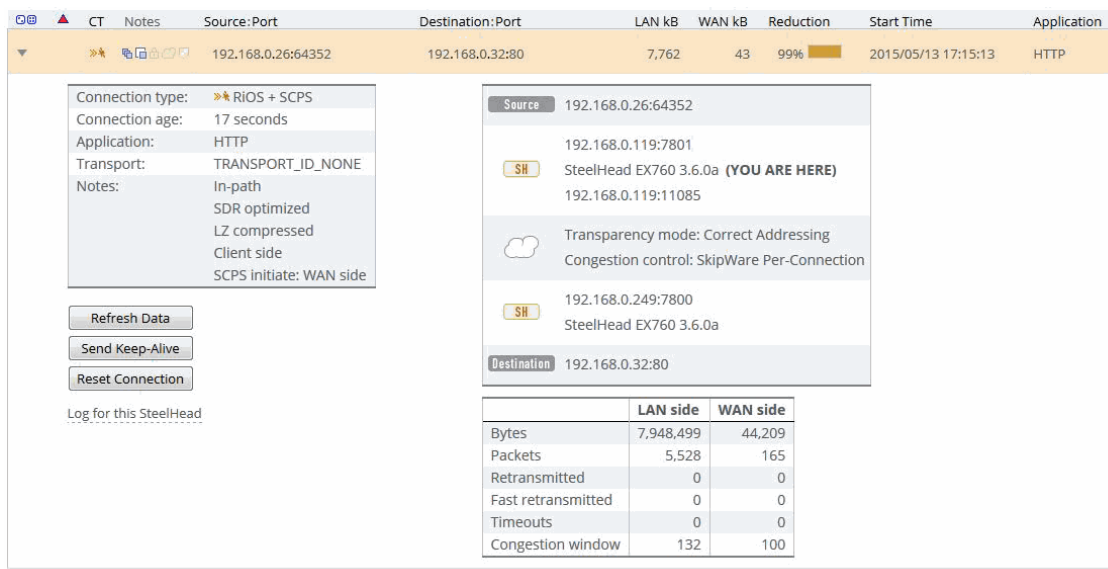 CT Notes Source:Port Destination:Port LAN kB WAN kB Reduction Start Time Application
192.168.0.26:64352 192.168.0.32:80 7,762 43 99% 2015/05/13 17:15:13 HTTP
Connection type: RiOS + SCPS
Connection age: 17 seconds
Application: HTTP
Transport: TRANSPORT_ID_NONE
Notes: In-path
SDR optimized
LZ compressed
Client side
SCPS initiate: WAN side
Refresh Data
Send Keep-Alive
Reset Connection
Log for this SteelHead
Source 192.168.0.26:64352
192.168.0.119:7801
SH SteelHead EX760 3.6.0a (YOU ARE HERE)
192.168.0.119:11085
Transparency mode: Correct Addressing
Congestion control: SkipWare Per-Connection
192.168.0.249:7800
SH
SteelHead EX760 3.6.0a
Destination 192.168.0.32:80
LAN side WAN side
Bytes 7,948,499 44,209
Packets 5,528 165
Retransmitted 0 0
Fast retransmitted 0 0
Timeouts 0 0
Congestion window 132 100